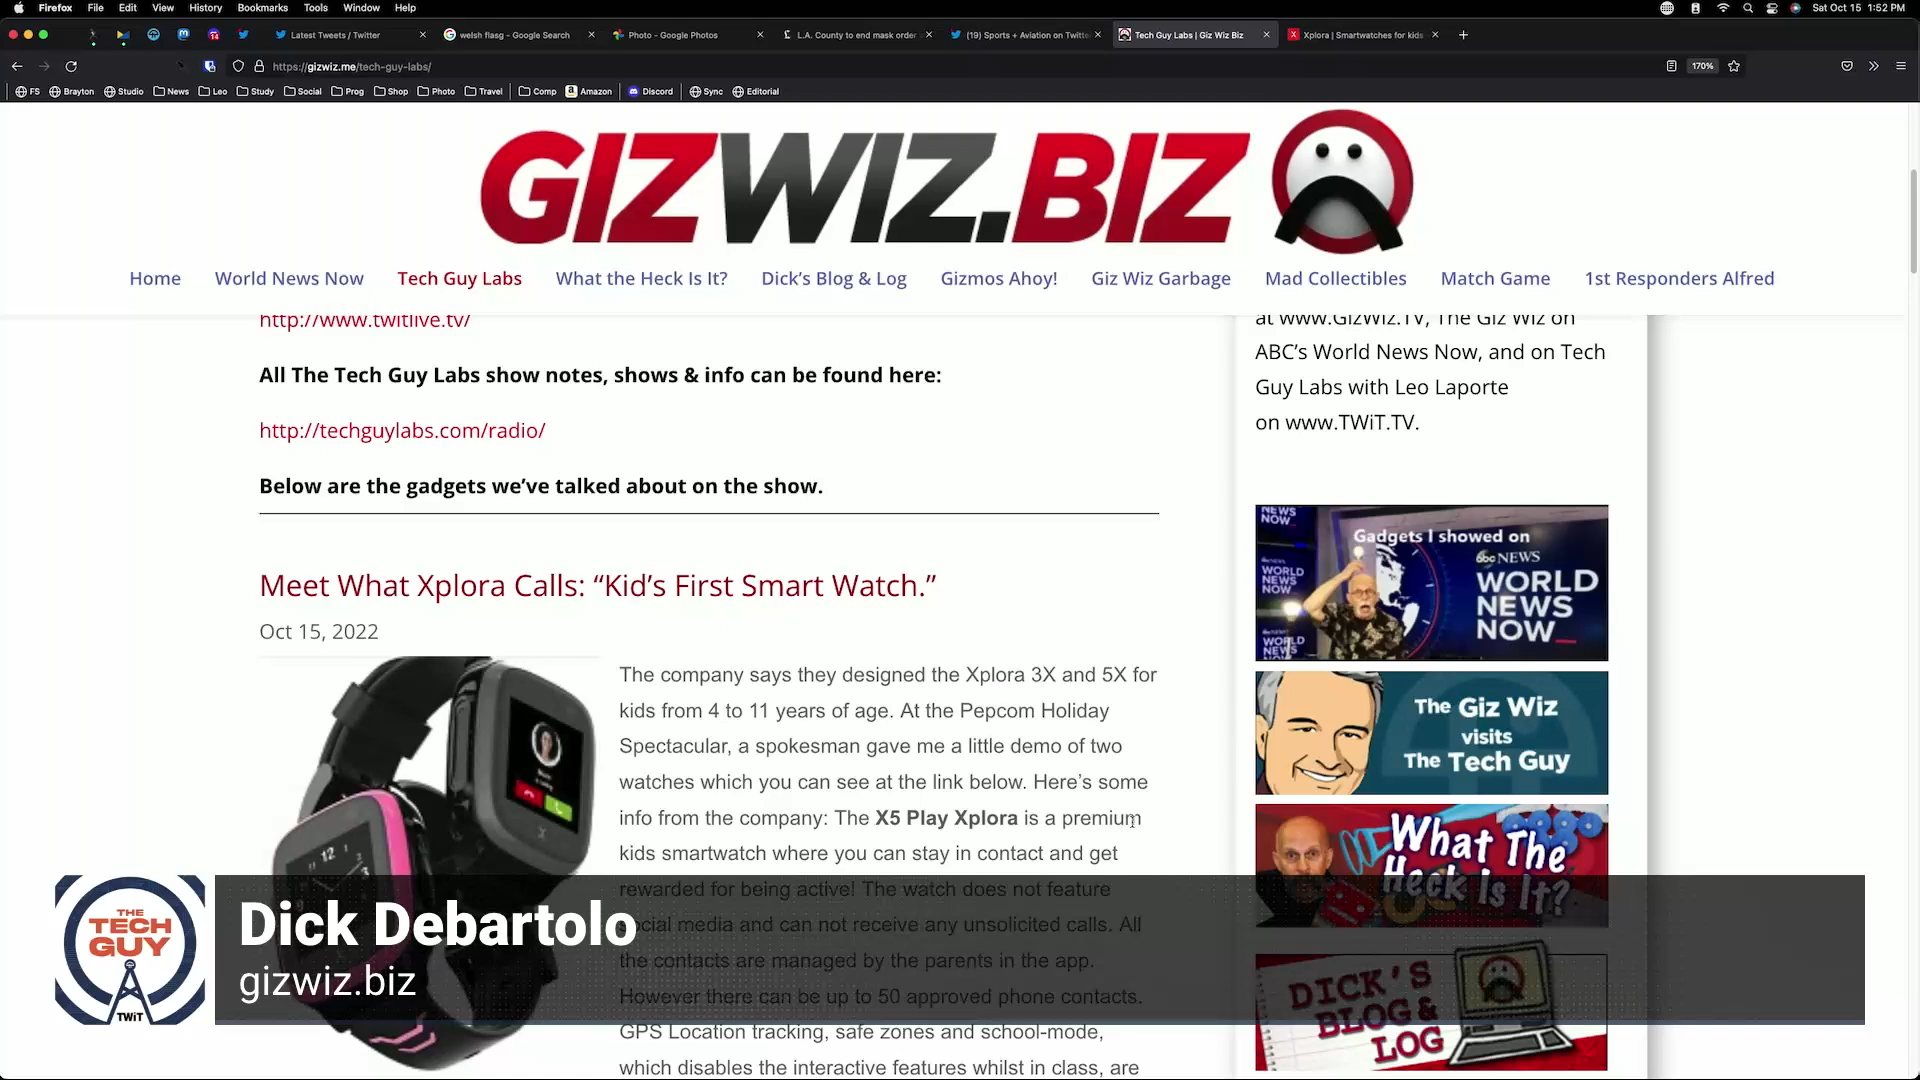 Firefox File Edit View History Bookmarks Tools Window Help Sat Oct 15 1:52 PM
Latest Tweets / Twitter × welsh flasg - Google Search × Photo - Google Photos × L.A. County to end mask order × (19) Sports + Aviation on Twitte × Tech Guy Labs | Giz Wiz Biz × Xplora | Smartwatches for kids × +
https://gizwiz.me/tech-guy-labs/ 170%
FS Brayton Studio News Leo Study Social Prog Shop Photo Travel Comp Amazon Discord Sync Editorial
GIZWIZ.BIZ
Home World News Now Tech Guy Labs What the Heck Is It? Dick’s Blog & Log Gizmos Ahoy! Giz Wiz Garbage Mad Collectibles Match Game 1st Responders Alfred
http://www.twitlive.tv/
All The Tech Guy Labs show notes, shows & info can be found here:
http://techguylabs.com/radio/
Below are the gadgets we’ve talked about on the show.
Meet What Xplora Calls: “Kid’s First Smart Watch.”
Oct 15, 2022
The company says they designed the Xplora 3X and 5X for
kids from 4 to 11 years of age. At the Pepcom Holiday
Spectacular, a spokesman gave me a little demo of two
watches which you can see at the link below. Here’s some
info from the company: The X5 Play Xplora is a premium
kids smartwatch where you can stay in contact and get
rewarded for being active! The watch does not feature
social media and can not receive any unsolicited calls. All
the contacts are managed by the parents in the app.
However there can be up to 50 approved phone contacts.
GPS Location tracking, safe zones and school-mode,
which disables the interactive features whilst in class, are
at www.GizWiz.TV, The Giz Wiz on
ABC’s World News Now, and on Tech
Guy Labs with Leo Laporte
on www.TWiT.TV.
Gadgets I showed on
abc NEWS
WORLD
NEWS
NOW_
The Giz Wiz
visits
The Tech Guy
What The
Heck is It?
DICK'S
BLOG &
LOG
THE
TECH
GUY
TWiT
Dick Debartolo
gizwiz.biz